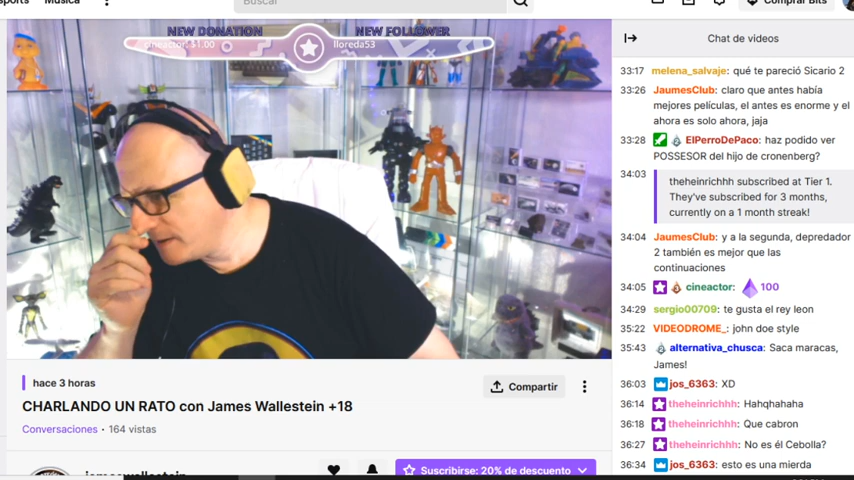 sports
Música
Buscar
Comprar Bits
NEW DONATION
NEW FOLLOWER
cineactor: $1.00
lloreda53
Chat de videos
33:17 melena_salvaje: qué te pareció Sicario 2
33:26 JaumesClub: claro que antes había
mejores películas, el antes es enorme y el
ahora es solo ahora, jaja
33:28 ElPerroDePaco: haz podido ver
POSSESOR del hijo de cronenberg?
34:03
theheinrichhh subscribed at Tier 1.
They've subscribed for 3 months,
currently on a 1 month streak!
34:04 JaumesClub: y a la segunda, depredador
2 también es mejor que las
continuaciones
34:05 cineactor: 100
34:29 sergio00709: te gusta el rey leon
35:22 VIDEODROME_: john doe style
35:43 alternativa_chusca: Saca maracas,
James!
36:03 jos_6363: XD
36:14 theheinrichhh: Hahqhahaha
36:18 theheinrichhh: Que cabron
36:27 theheinrichhh: No es él Cebolla?
36:34 jos_6363: esto es una mierda
hace 3 horas
Compartir
CHARLANDO UN RATO con James Wallestein +18
Conversaciones • 164 vistas
jameswallestein
Suscribirse: 20% de descuento